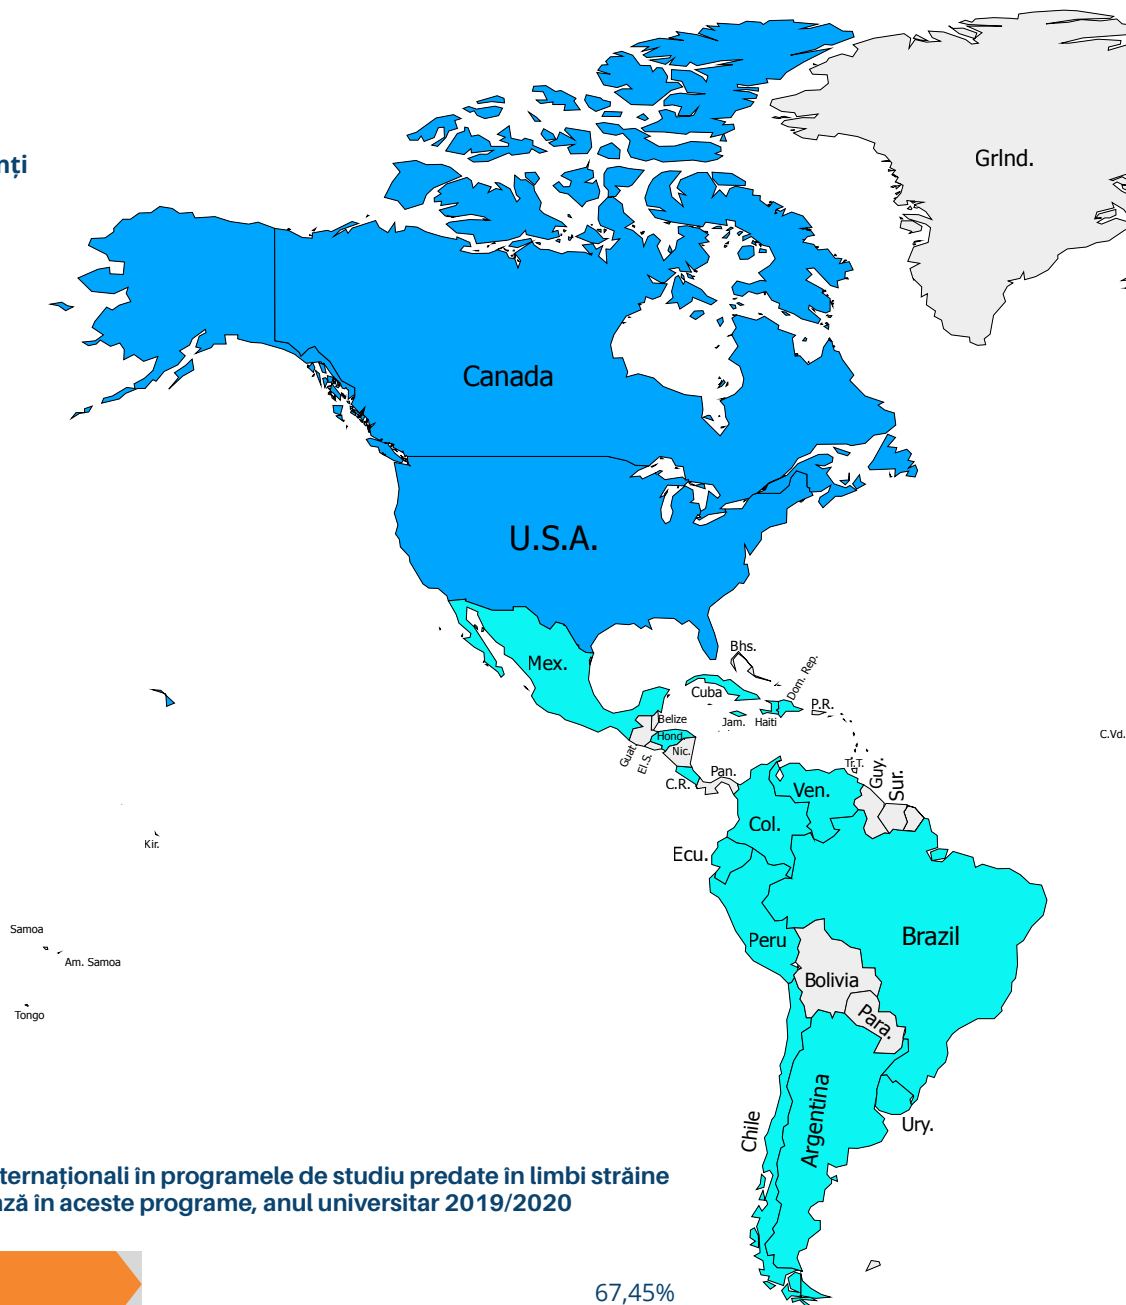 Grlnd.
nți
Canada
U.S.A.
Bhs.
Mex.
Dom. Rep.
Cuba
P.R.
Belize
Jam.
Haiti
C.Vd.
Hond.
Guat.
El.S.
Nic.
Tr.T.
Guy.
Pan.
Sur.
C.R.
Ven.
Col.
Kir.
Ecu.
Samoa
Brazil
Peru
Am. Samoa
Bolivia
Tongo
Para.
Argentina
Chile
Ury.
ternaționali în programele de studiu predate în limbi străine
ază în aceste programe, anul universitar 2019/2020
67,45%